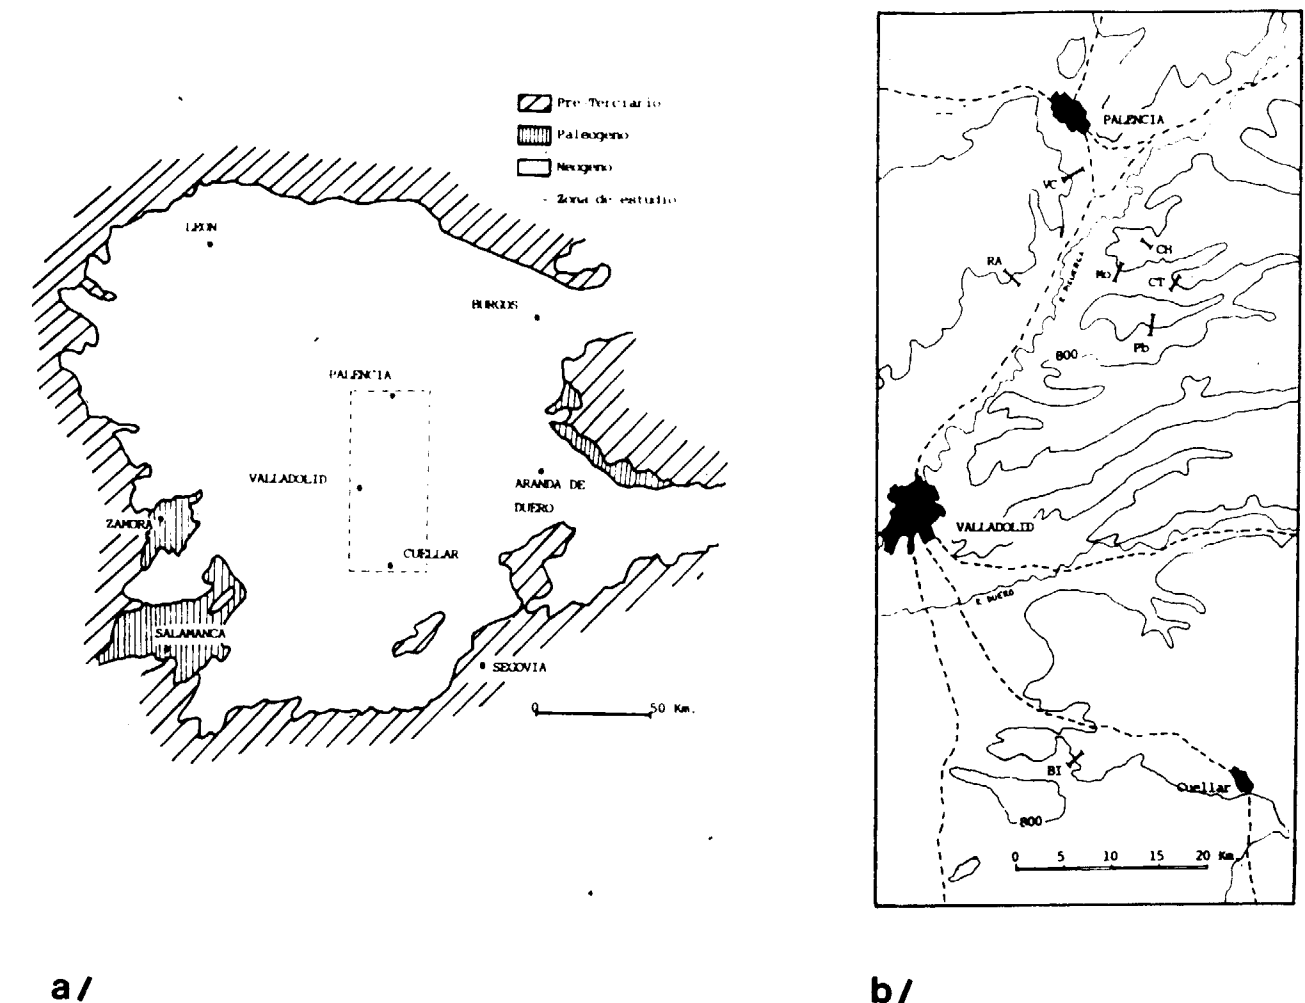 Pre-Terciario
Paleogeno
Neogeno
Zona de estudio
LEON
BURGOS
PALENCIA
VALLADOLID
ARANDA DE
DUERO
ZAMORA
CUELLAR
SALAMANCA
SEGOVIA
0 50 Km.
a/
PALENCIA
VC
CH
RA
Mo
CT
Pb
800
VALLADOLID
R. DUERO
BI
Cuellar
800
0 5 10 15 20 Km.
b/